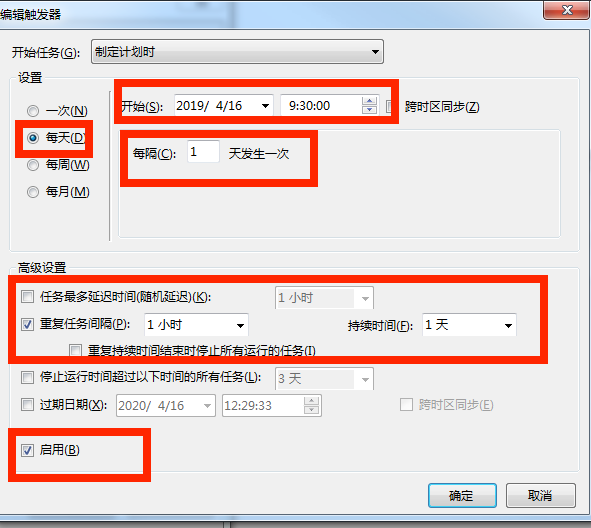 编辑触发器
开始任务(G): 制定计划时
设置
一次(N)
每天(D)
每周(W)
每月(M)
开始(S): 2019/ 4/16 9:30:00 跨时区同步(Z)
每隔(C): 1 天发生一次
高级设置
任务最多延迟时间(随机延迟)(K): 1 小时
重复任务间隔(P): 1 小时 持续时间(F): 1 天
重复持续时间结束时停止所有运行的任务(I)
停止运行时间超过以下时间的所有任务(L): 3 天
过期日期(X): 2020/ 4/16 12:29:33 跨时区同步(E)
启用(B)
确定 取消